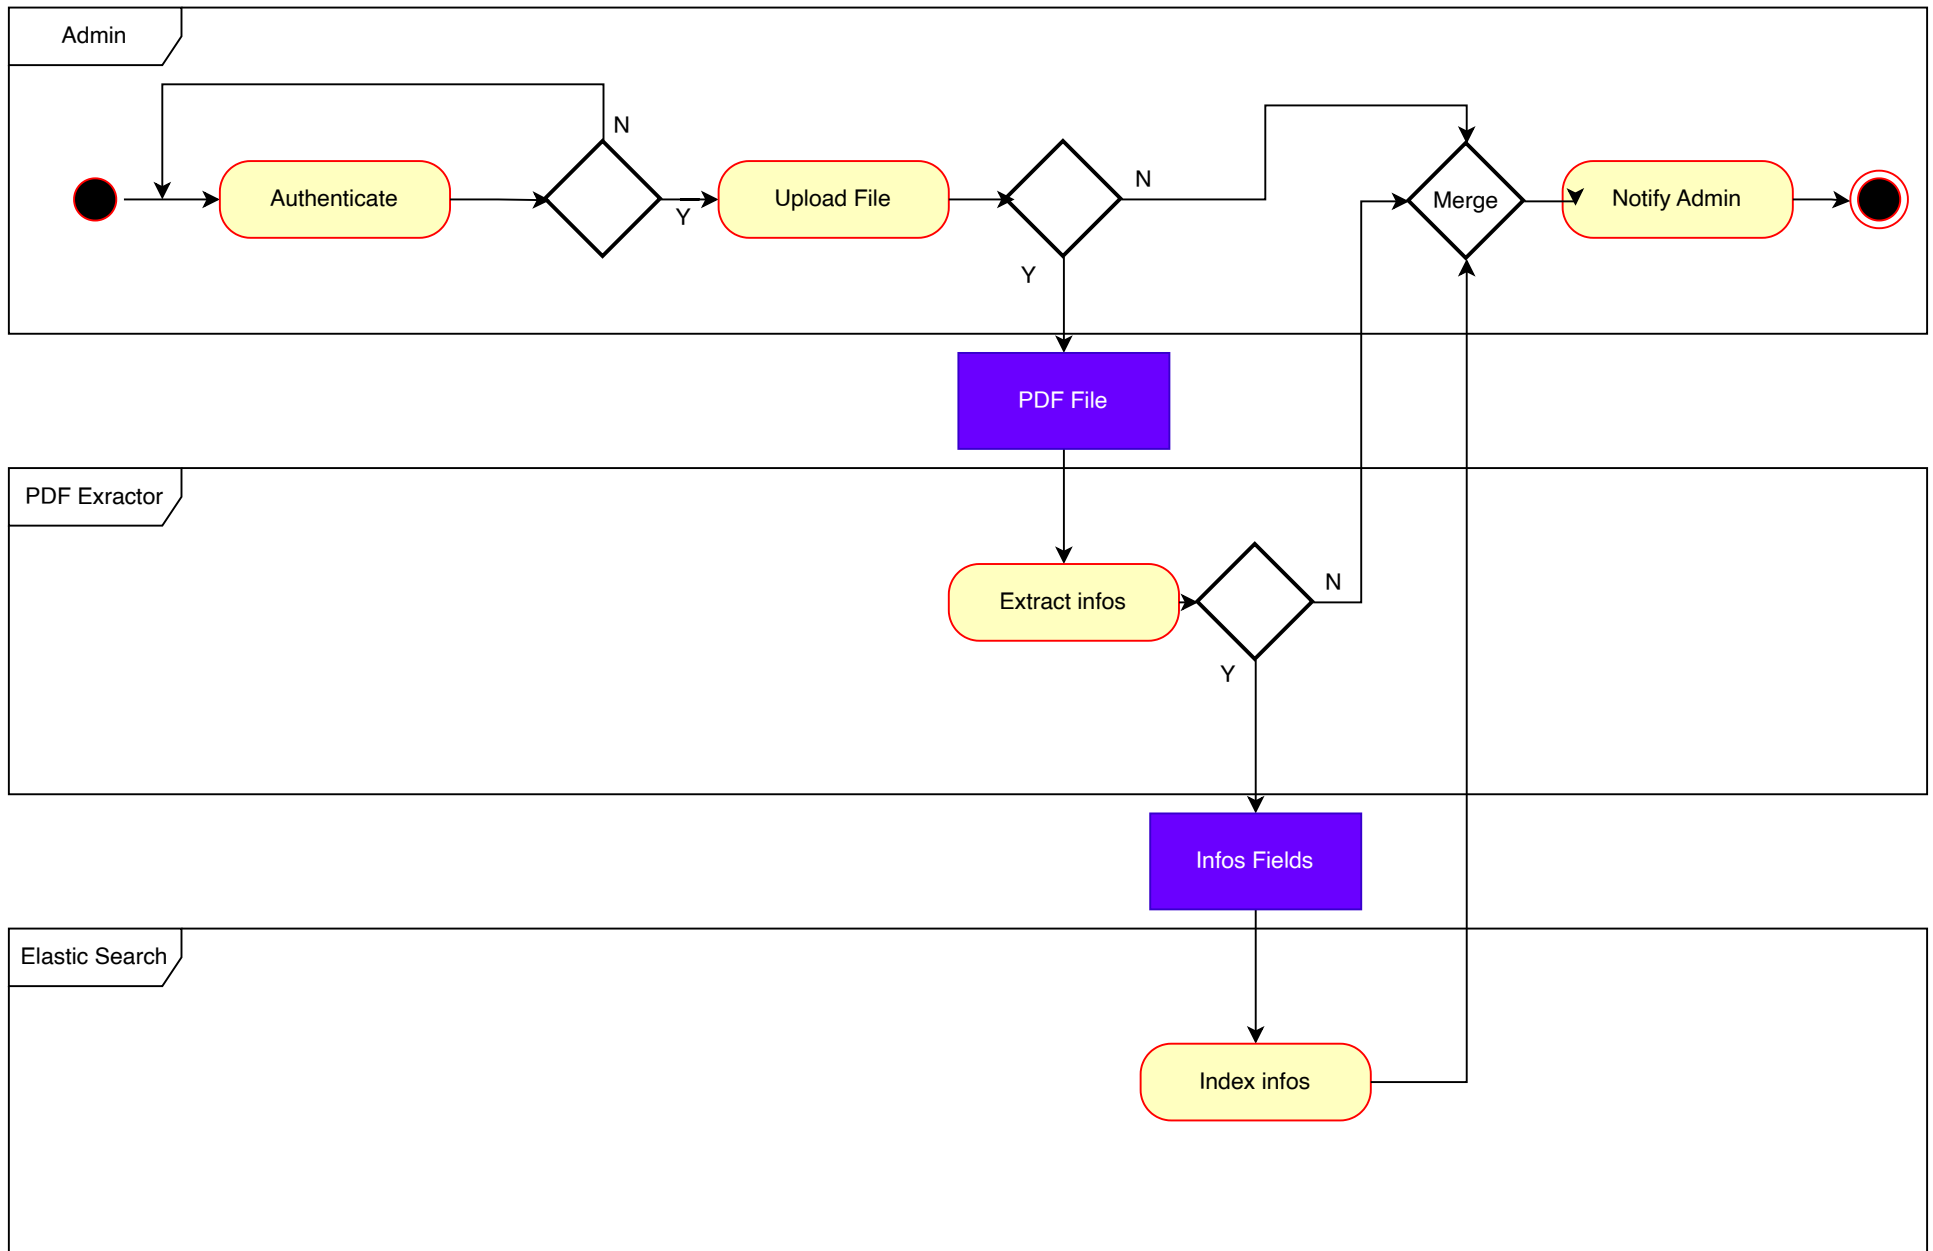 Admin
N
Authenticate
Y
Upload File
N
Y
Merge
Notify Admin
PDF File
PDF Exractor
Extract infos
N
Y
Infos Fields
Elastic Search
Index infos